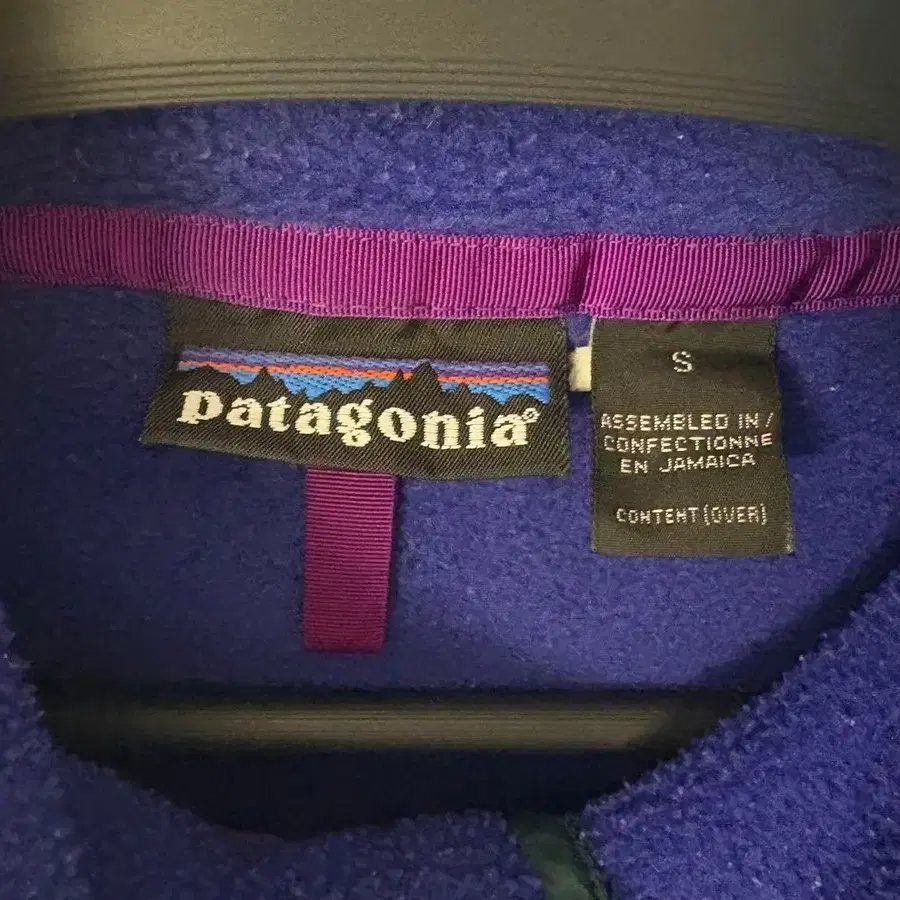 patagonia®
S
ASSEMBLED IN/
CONFECTIONNE
EN JAMAICA
CONTENT (OVER)